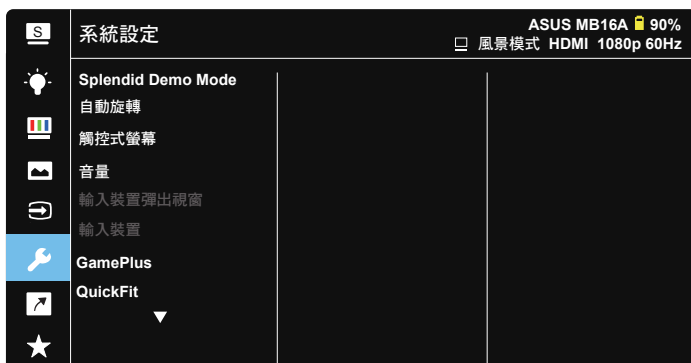 S
系統設定
ASUS MB16A 90%
風景模式 HDMI 1080p 60Hz
Splendid Demo Mode
自動旋轉
觸控式螢幕
音量
輸入裝置彈出視窗
輸入裝置
GamePlus
QuickFit